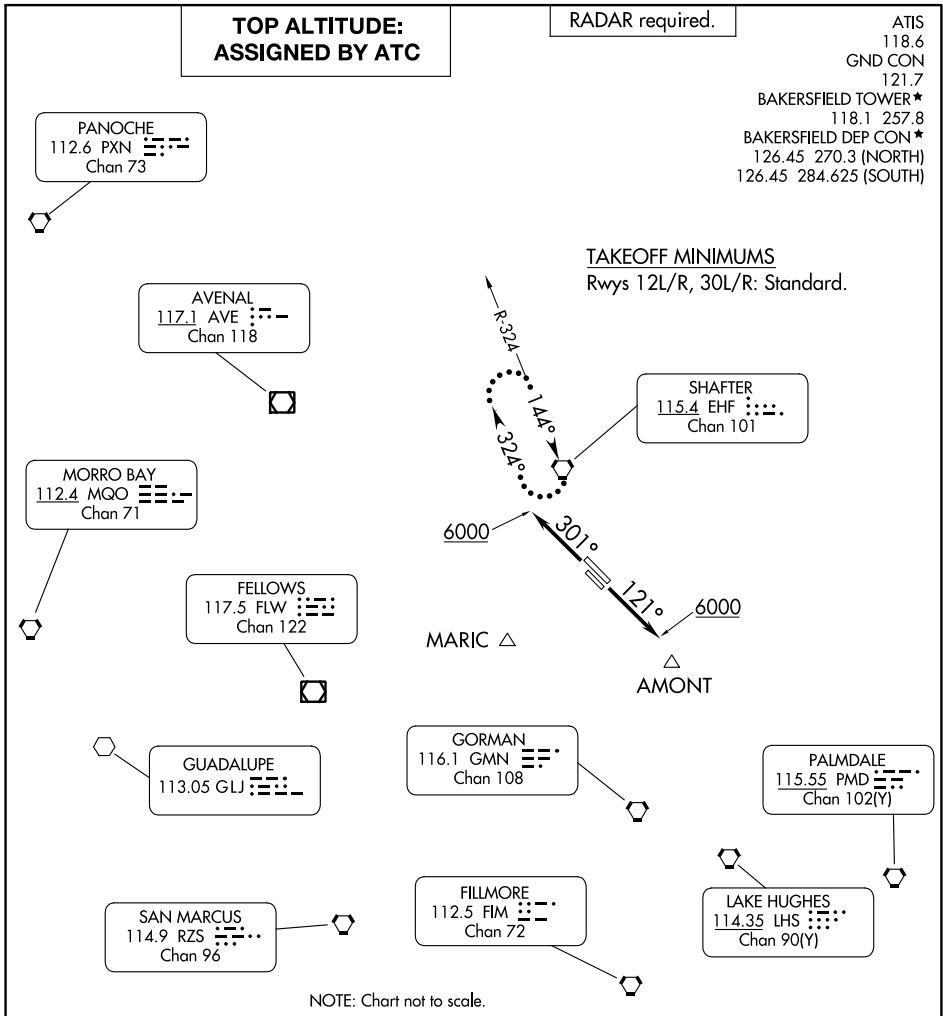 TOP ALTITUDE:
ASSIGNED BY ATC
RADAR required.
ATIS
118.6
GND CON
121.7
BAKERSFIELD TOWER★
118.1 257.8
BAKERSFIELD DEP CON★
126.45 270.3 (NORTH)
126.45 284.625 (SOUTH)
PANOCHE
112.6 PXN
Chan 73
TAKEOFF MINIMUMS
Rwys 12L/R, 30L/R: Standard.
AVENAL
117.1 AVE
Chan 118
R-324
144°
324°
SHAFTER
115.4 EHF
Chan 101
MORRO BAY
112.4 MQO
Chan 71
6000
301°
121°
6000
FELLOWS
117.5 FLW
Chan 122
MARIC
AMONT
GUADALUPE
113.05 GLJ
GORMAN
116.1 GMN
Chan 108
PALMDALE
115.55 PMD
Chan 102(Y)
SAN MARCUS
114.9 RZS
Chan 96
FILLMORE
112.5 FIM
Chan 72
LAKE HUGHES
114.35 LHS
Chan 90(Y)
NOTE: Chart not to scale.